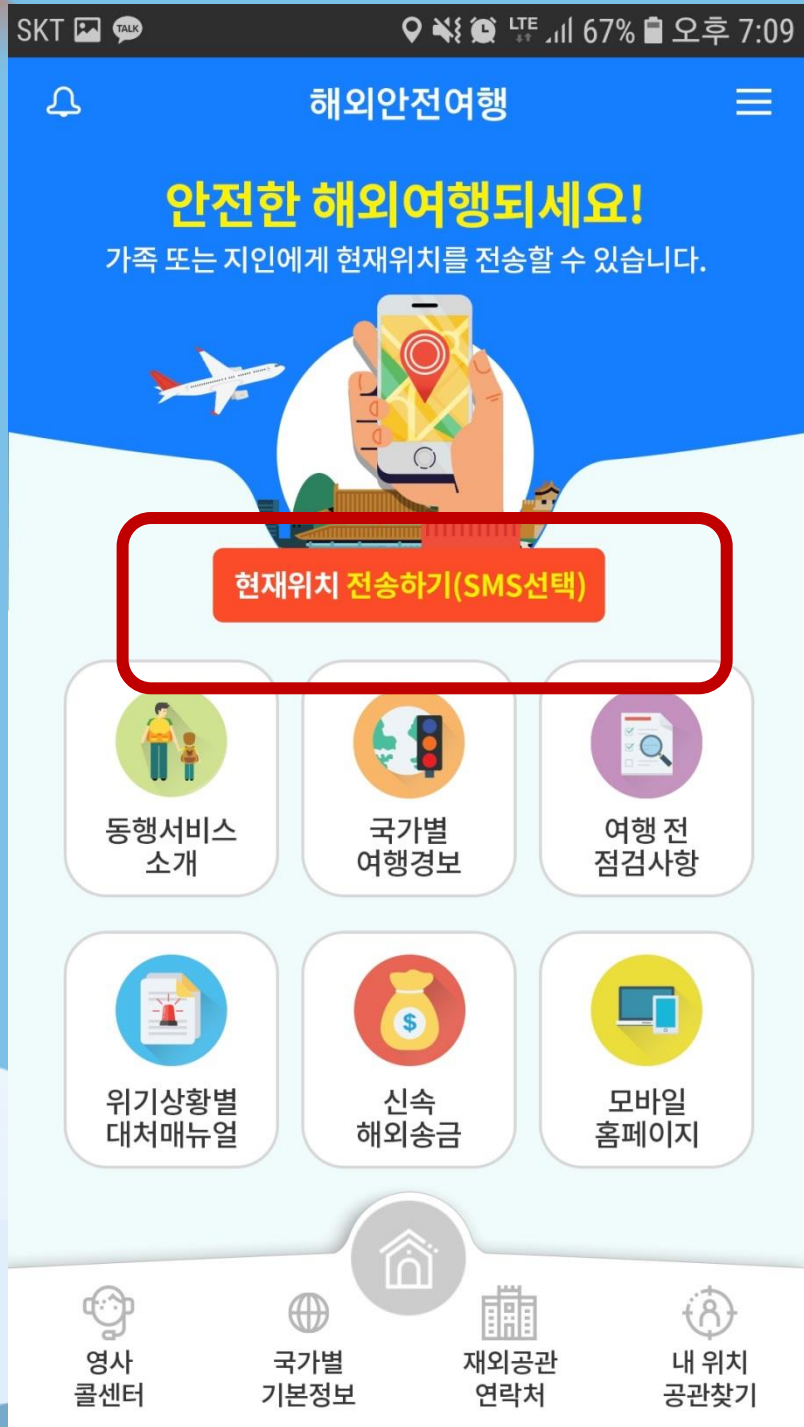 SKT TALK LTE 67% 오후 7:09
해외안전여행
안전한 해외여행되세요!
가족 또는 지인에게 현재위치를 전송할 수 있습니다.
현재위치 전송하기(SMS선택)
동행서비스
소개
국가별
여행경보
여행 전
점검사항
위기상황별
대처매뉴얼
$
신속
해외송금
모바일
홈페이지
영사
콜센터
국가별
기본정보
재외공관
연락처
내 위치
공관찾기